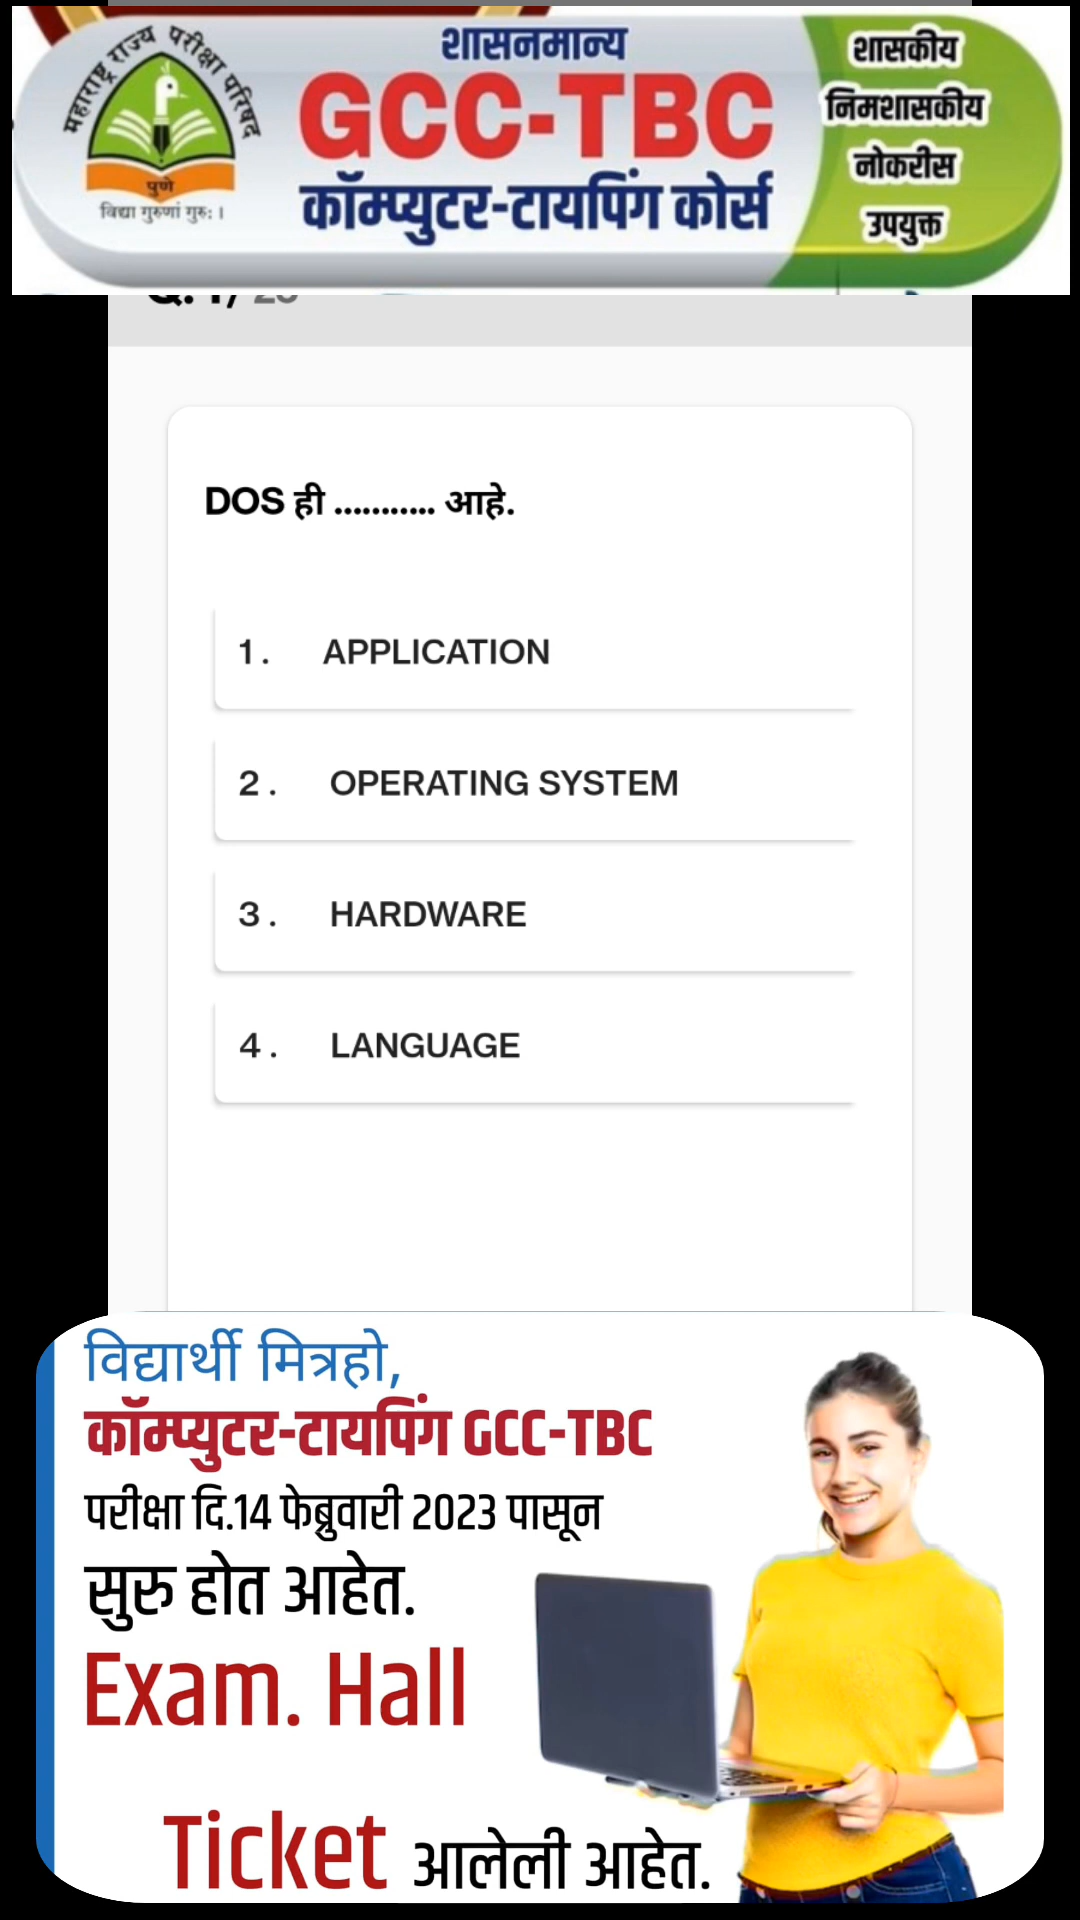 महाराष्ट्र राज्य परीक्षा परिषद
पुणे
विद्या गुरुणां गुरु: ।
शासनमान्य
GCC-TBC
कॉम्प्युटर-टायपिंग कोर्स
शासकीय
निमशासकीय
नोकरीस
उपयुक्त
DOS ही ........... आहे.
1. APPLICATION
2. OPERATING SYSTEM
3. HARDWARE
4. LANGUAGE
विद्यार्थी मित्रहो,
कॉम्प्युटर-टायपिंग GCC-TBC
परीक्षा दि.14 फेब्रुवारी 2023 पासून
सुरु होत आहेत.
Exam. Hall
Ticket आलेली आहेत.